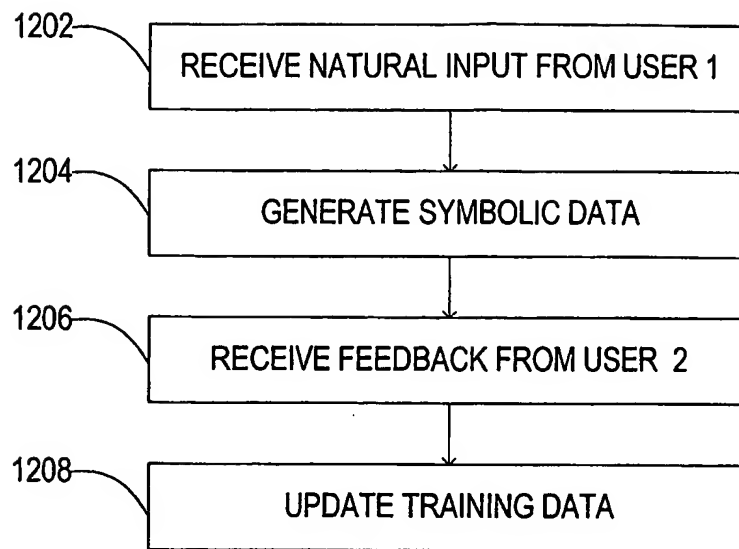 1202
RECEIVE NATURAL INPUT FROM USER 1
1204
GENERATE SYMBOLIC DATA
1206
RECEIVE FEEDBACK FROM USER 2
1208
UPDATE TRAINING DATA